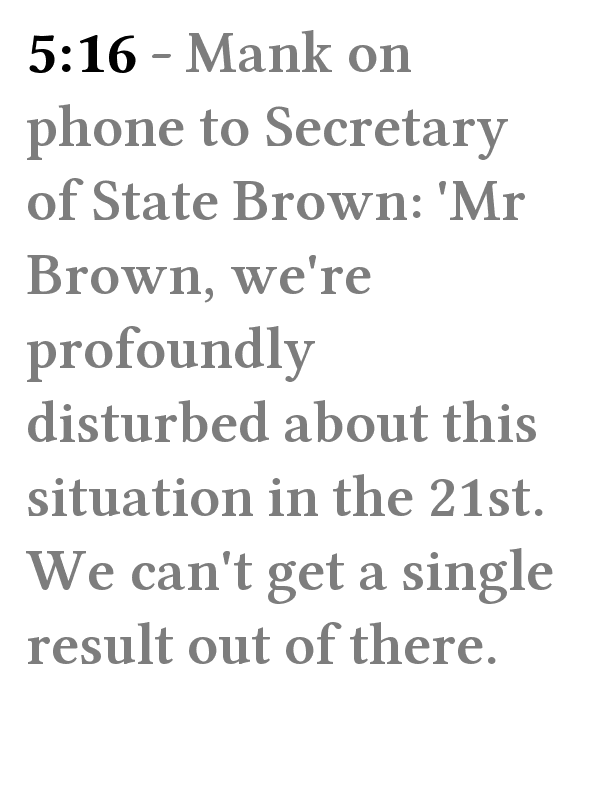 5:16 - Mank on
phone to Secretary
of State Brown: 'Mr
Brown, we're
profoundly
disturbed about this
situation in the 21st.
We can't get a single
result out of there.